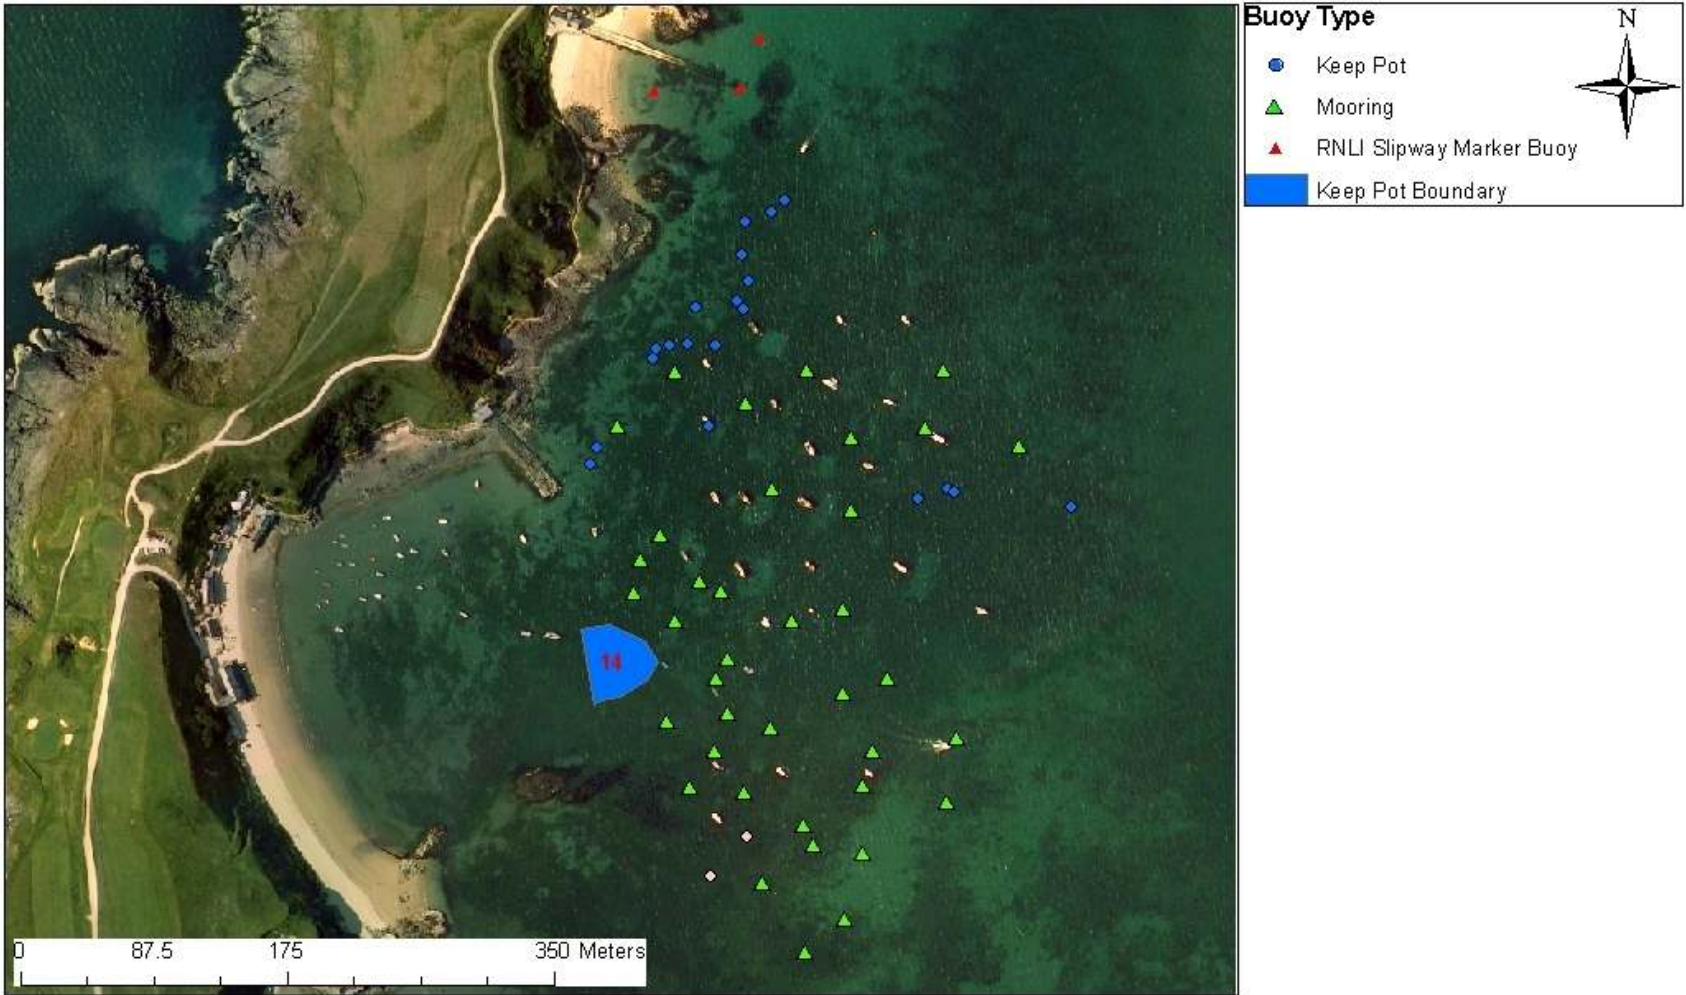 Buoy Type
N
Keep Pot
Mooring
RNLI Slipway Marker Buoy
Keep Pot Boundary
14
0 87.5 175 350 Meters